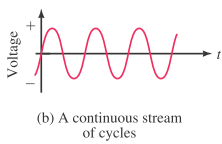 +
Voltage
t
−
(b) A continuous stream
of cycles